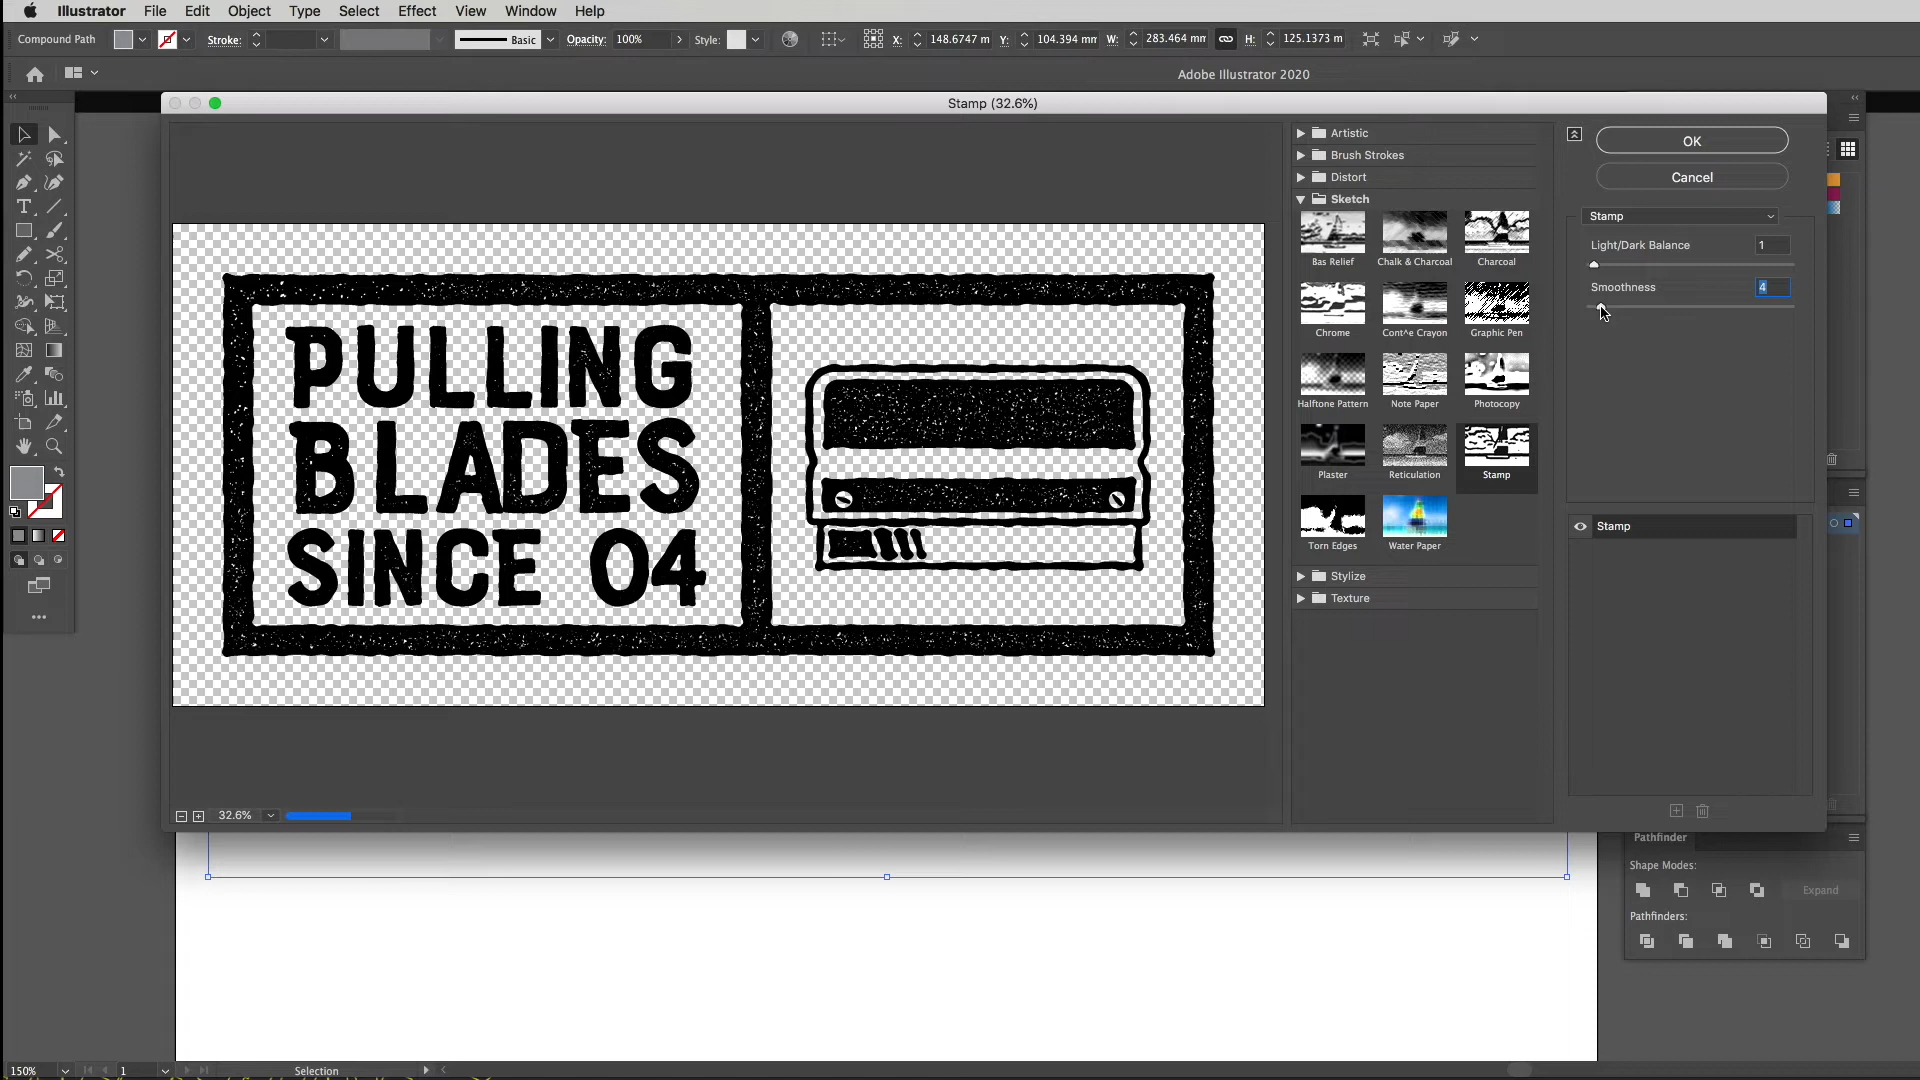 Illustrator File Edit Object Type Select Effect View Window Help
Compound Path Stroke: Basic Opacity: 100% Style: X: 148.6747 m Y: 104.394 mm W: 283.464 mm H: 125.1373 m
Adobe Illustrator 2020
Stamp (32.6%)
Artistic
Brush Strokes
Distort
Sketch
Bas Relief Chalk & Charcoal Charcoal
Chrome Cont^e Crayon Graphic Pen
Halftone Pattern Note Paper Photocopy
Plaster Reticulation Stamp
Torn Edges Water Paper
Stylize
Texture
OK
Cancel
Stamp
Light/Dark Balance 1
Smoothness 4
Stamp
PULLING
BLADES
SINCE 04
32.6%
Pathfinder
Shape Modes:
Expand
Pathfinders:
150% 1 Selection